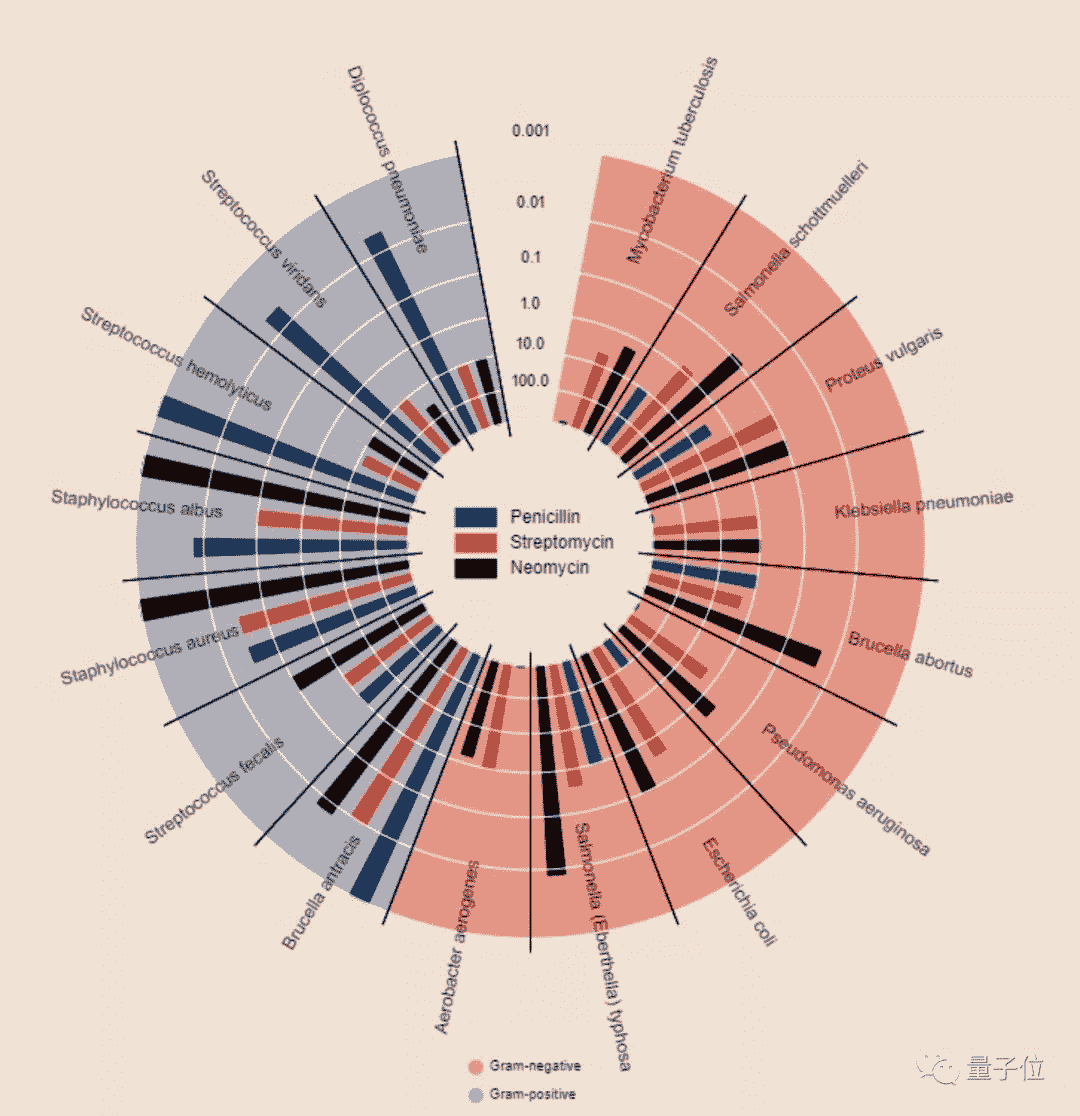 0.001
0.01
0.1
1.0
10.0
100.0
Mycobacterium tuberculosis
Salmonella schottmuelleri
Proteus vulgaris
Klebsiella pneumoniae
Brucella abortus
Pseudomonas aeruginosa
Escherichia coli
Salmonella (Eberthella) typhosa
Aerobacter aerogenes
Brucella antracis
Streptococcus fecalis
Staphylococcus aureus
Staphylococcus albus
Streptococcus hemolyticus
Streptococcus viridans
Diplococcus pneumoniae
Penicillin
Streptomycin
Neomycin
Gram-negative
Gram-positive
量子位